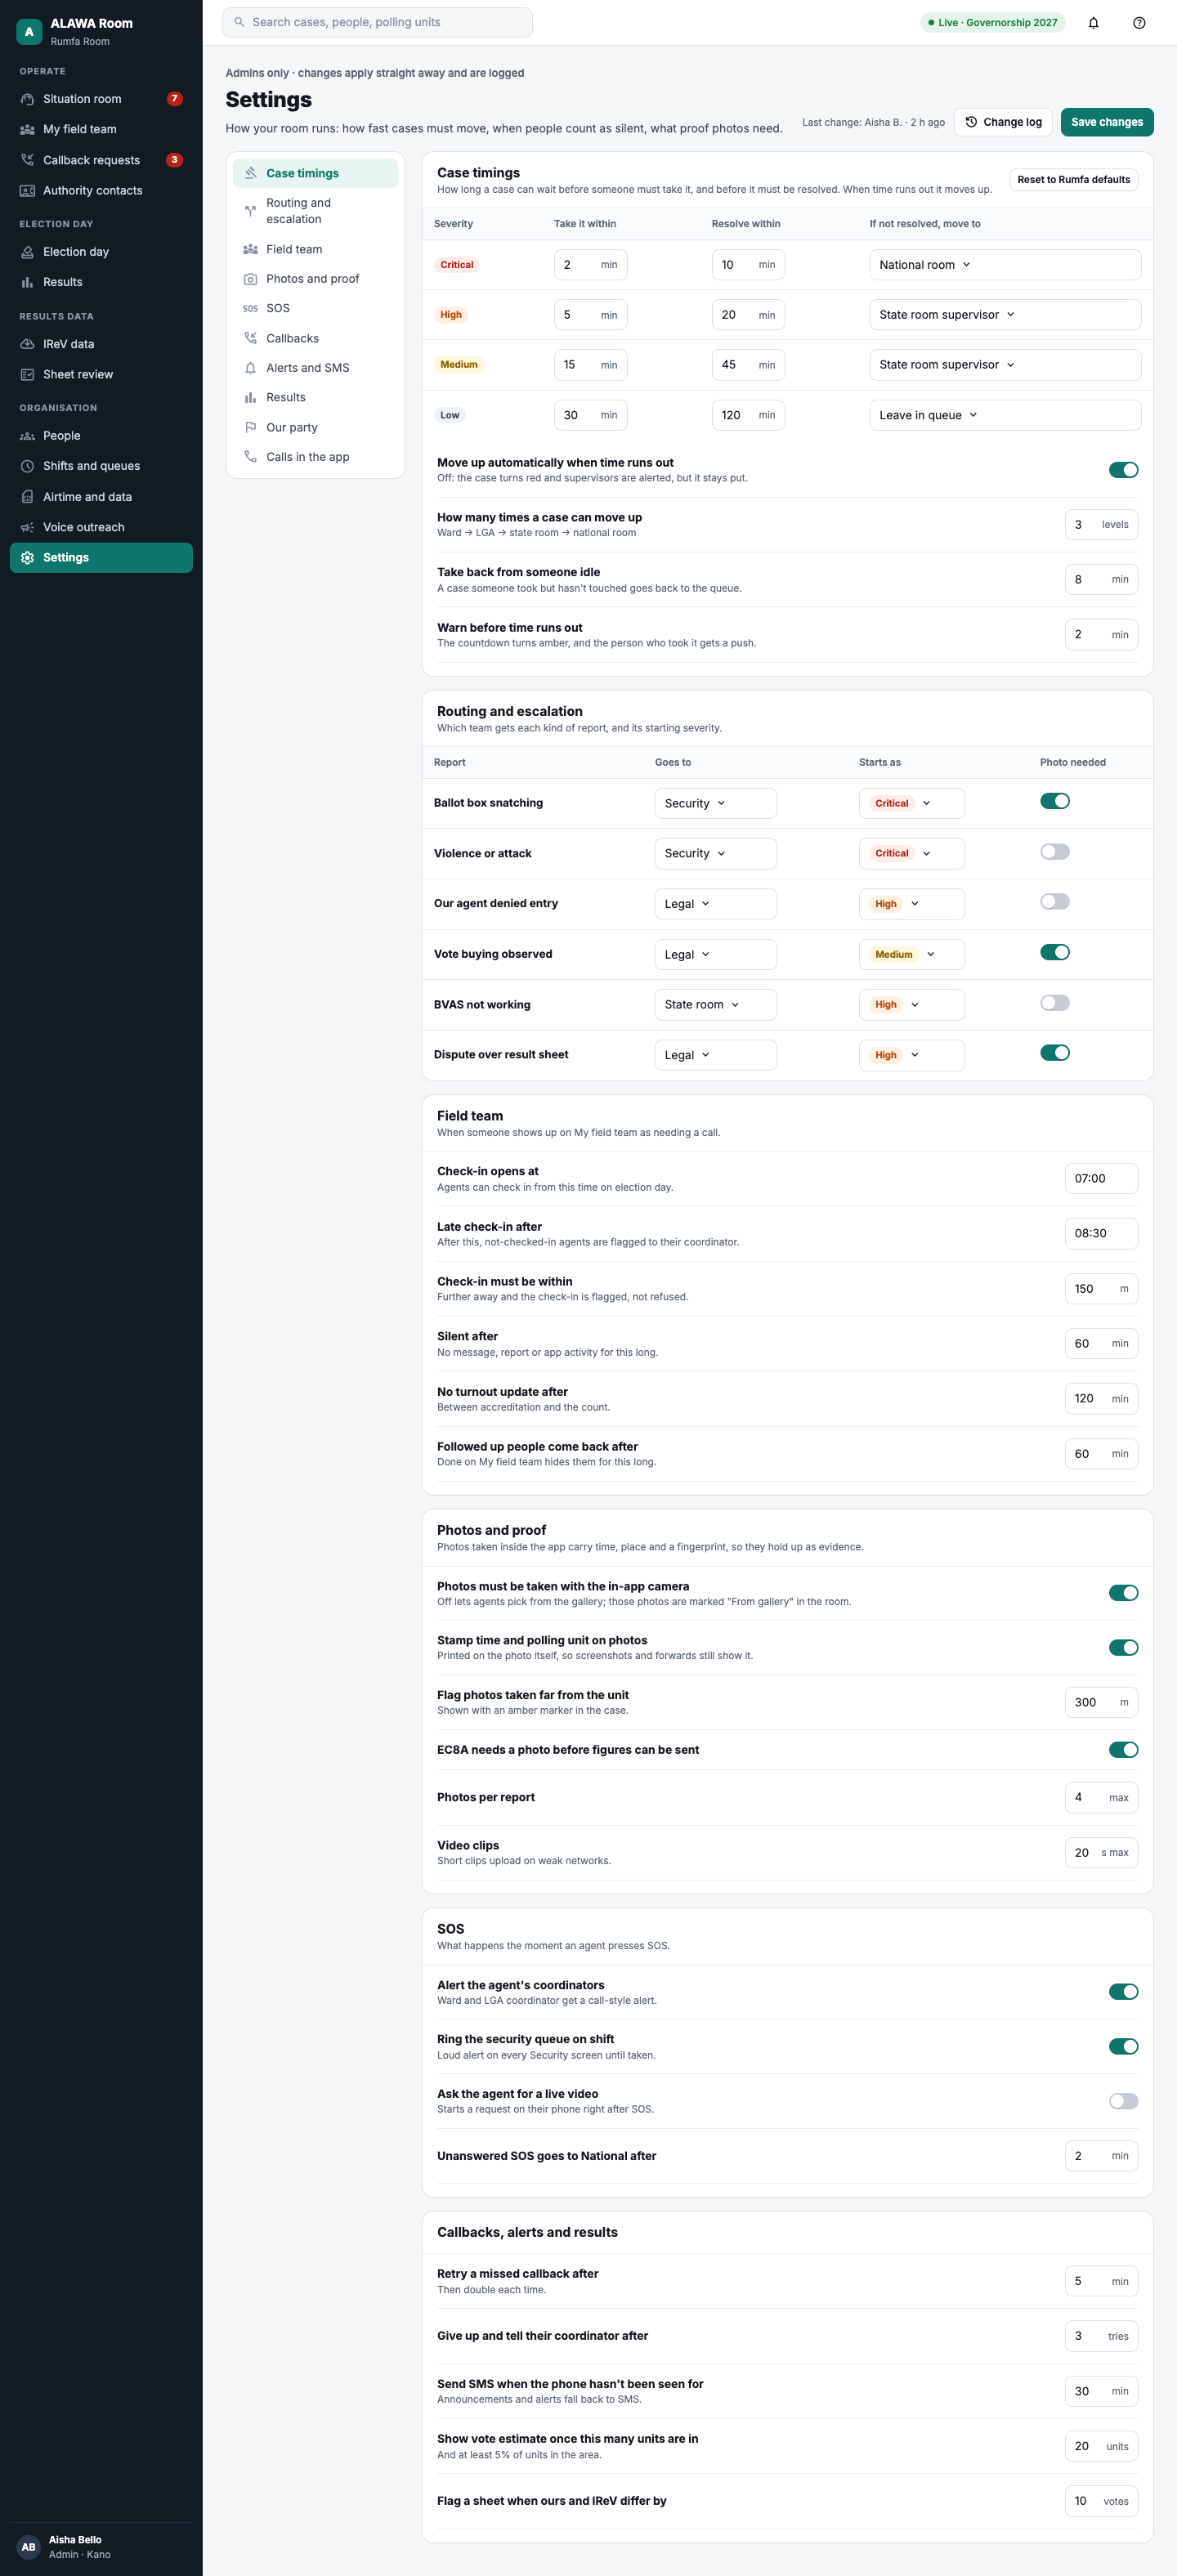 A
ALAWA Room
Rumfa Room
OPERATE
Situation room 7
My field team
Callback requests 3
Authority contacts
ELECTION DAY
Election day
Results
RESULTS DATA
IReV data
Sheet review
ORGANISATION
People
Shifts and queues
Airtime and data
Voice outreach
Settings
AB
Aisha Bello
Admin · Kano
Search cases, people, polling units
Live · Governorship 2027
Admins only · changes apply straight away and are logged
Settings
How your room runs: how fast cases must move, when people count as silent, what proof photos need.
Last change: Aisha B. · 2 h ago
Change log
Save changes
Case timings
Routing and
escalation
Field team
Photos and proof
SOS SOS
Callbacks
Alerts and SMS
Results
Our party
Calls in the app
Case timings
How long a case can wait before someone must take it, and before it must be resolved. When time runs out it moves up.
Reset to Rumfa defaults
Severity Take it within Resolve within If not resolved, move to
Critical 2 min 10 min National room
High 5 min 20 min State room supervisor
Medium 15 min 45 min State room supervisor
Low 30 min 120 min Leave in queue
Move up automatically when time runs out
Off: the case turns red and supervisors are alerted, but it stays put.
How many times a case can move up
Ward → LGA → state room → national room
3 levels
Take back from someone idle
A case someone took but hasn't touched goes back to the queue.
8 min
Warn before time runs out
The countdown turns amber, and the person who took it gets a push.
2 min
Routing and escalation
Which team gets each kind of report, and its starting severity.
Report Goes to Starts as Photo needed
Ballot box snatching Security Critical
Violence or attack Security Critical
Our agent denied entry Legal High
Vote buying observed Legal Medium
BVAS not working State room High
Dispute over result sheet Legal High
Field team
When someone shows up on My field team as needing a call.
Check-in opens at
Agents can check in from this time on election day.
07:00
Late check-in after
After this, not-checked-in agents are flagged to their coordinator.
08:30
Check-in must be within
Further away and the check-in is flagged, not refused.
150 m
Silent after
No message, report or app activity for this long.
60 min
No turnout update after
Between accreditation and the count.
120 min
Followed up people come back after
Done on My field team hides them for this long.
60 min
Photos and proof
Photos taken inside the app carry time, place and a fingerprint, so they hold up as evidence.
Photos must be taken with the in-app camera
Off lets agents pick from the gallery; those photos are marked "From gallery" in the room.
Stamp time and polling unit on photos
Printed on the photo itself, so screenshots and forwards still show it.
Flag photos taken far from the unit
Shown with an amber marker in the case.
300 m
EC8A needs a photo before figures can be sent
Photos per report
4 max
Video clips
Short clips upload on weak networks.
20 s max
SOS
What happens the moment an agent presses SOS.
Alert the agent's coordinators
Ward and LGA coordinator get a call-style alert.
Ring the security queue on shift
Loud alert on every Security screen until taken.
Ask the agent for a live video
Starts a request on their phone right after SOS.
Unanswered SOS goes to National after
2 min
Callbacks, alerts and results
Retry a missed callback after
Then double each time.
5 min
Give up and tell their coordinator after
3 tries
Send SMS when the phone hasn't been seen for
Announcements and alerts fall back to SMS.
30 min
Show vote estimate once this many units are in
And at least 5% of units in the area.
20 units
Flag a sheet when ours and IReV differ by
10 votes